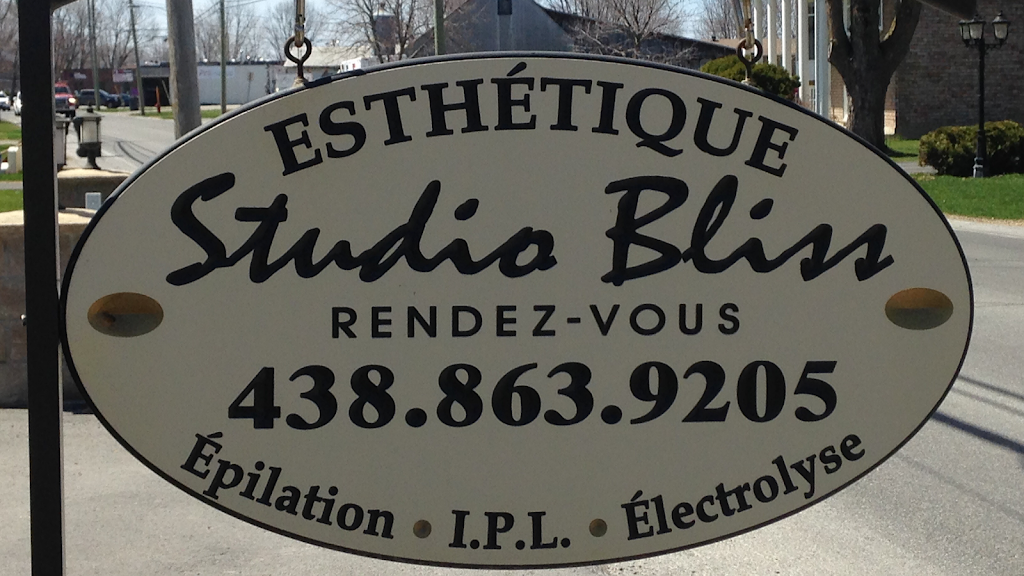 ESTHÉTIQUE
Studio Bliss
RENDEZ-VOUS
438.863.9205
Épilation • I.P.L. • Électrolyse